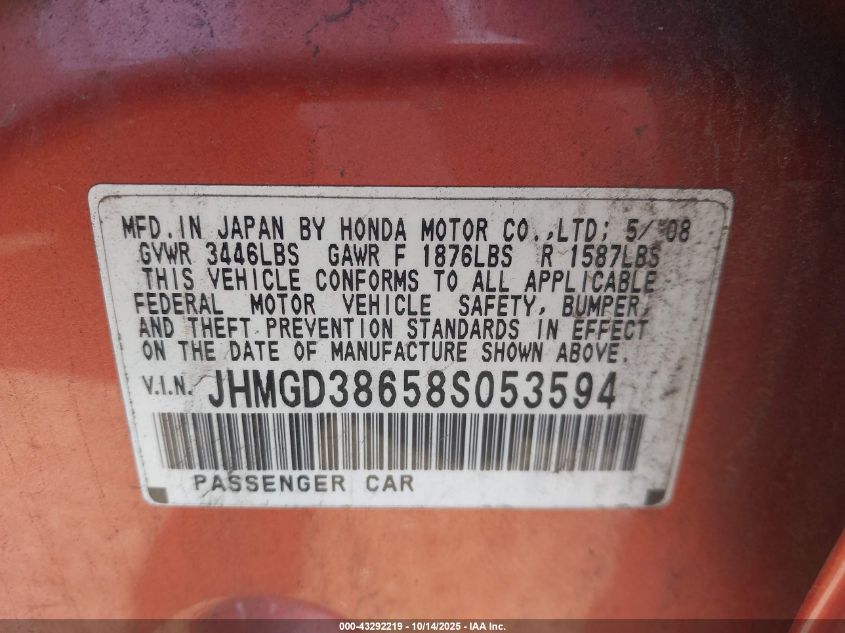 MFD.IN JAPAN BY HONDA MOTOR CO.,LTD; 5/ 08
GVWR 3446LBS GAWR F 1876LBS R 1587LBS
THIS VEHICLE CONFORMS TO ALL APPLICABLE
FEDERAL MOTOR VEHICLE SAFETY, BUMPER,
AND THEFT PREVENTION STANDARDS IN EFFECT
ON THE DATE OF MANUFACTURE SHOWN ABOVE.
V.I.N. JHMGD38658S053594
PASSENGER CAR
000-43292219 - 10/14/2025 - IAA Inc.